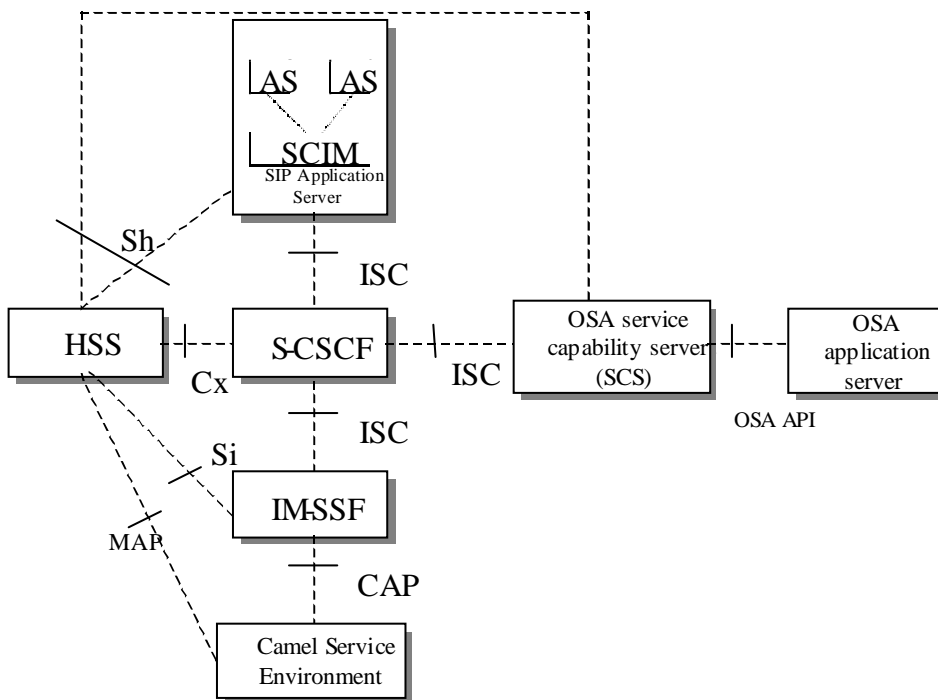 AS AS
SCIM
SIP Application
Server
Sh
ISC
HSS
S-CSCF
OSA service
capability server
(SCS)
OSA
application
server
Cx
ISC
ISC
OSA API
Si
IM-SSF
MAP
CAP
Camel Service
Environment